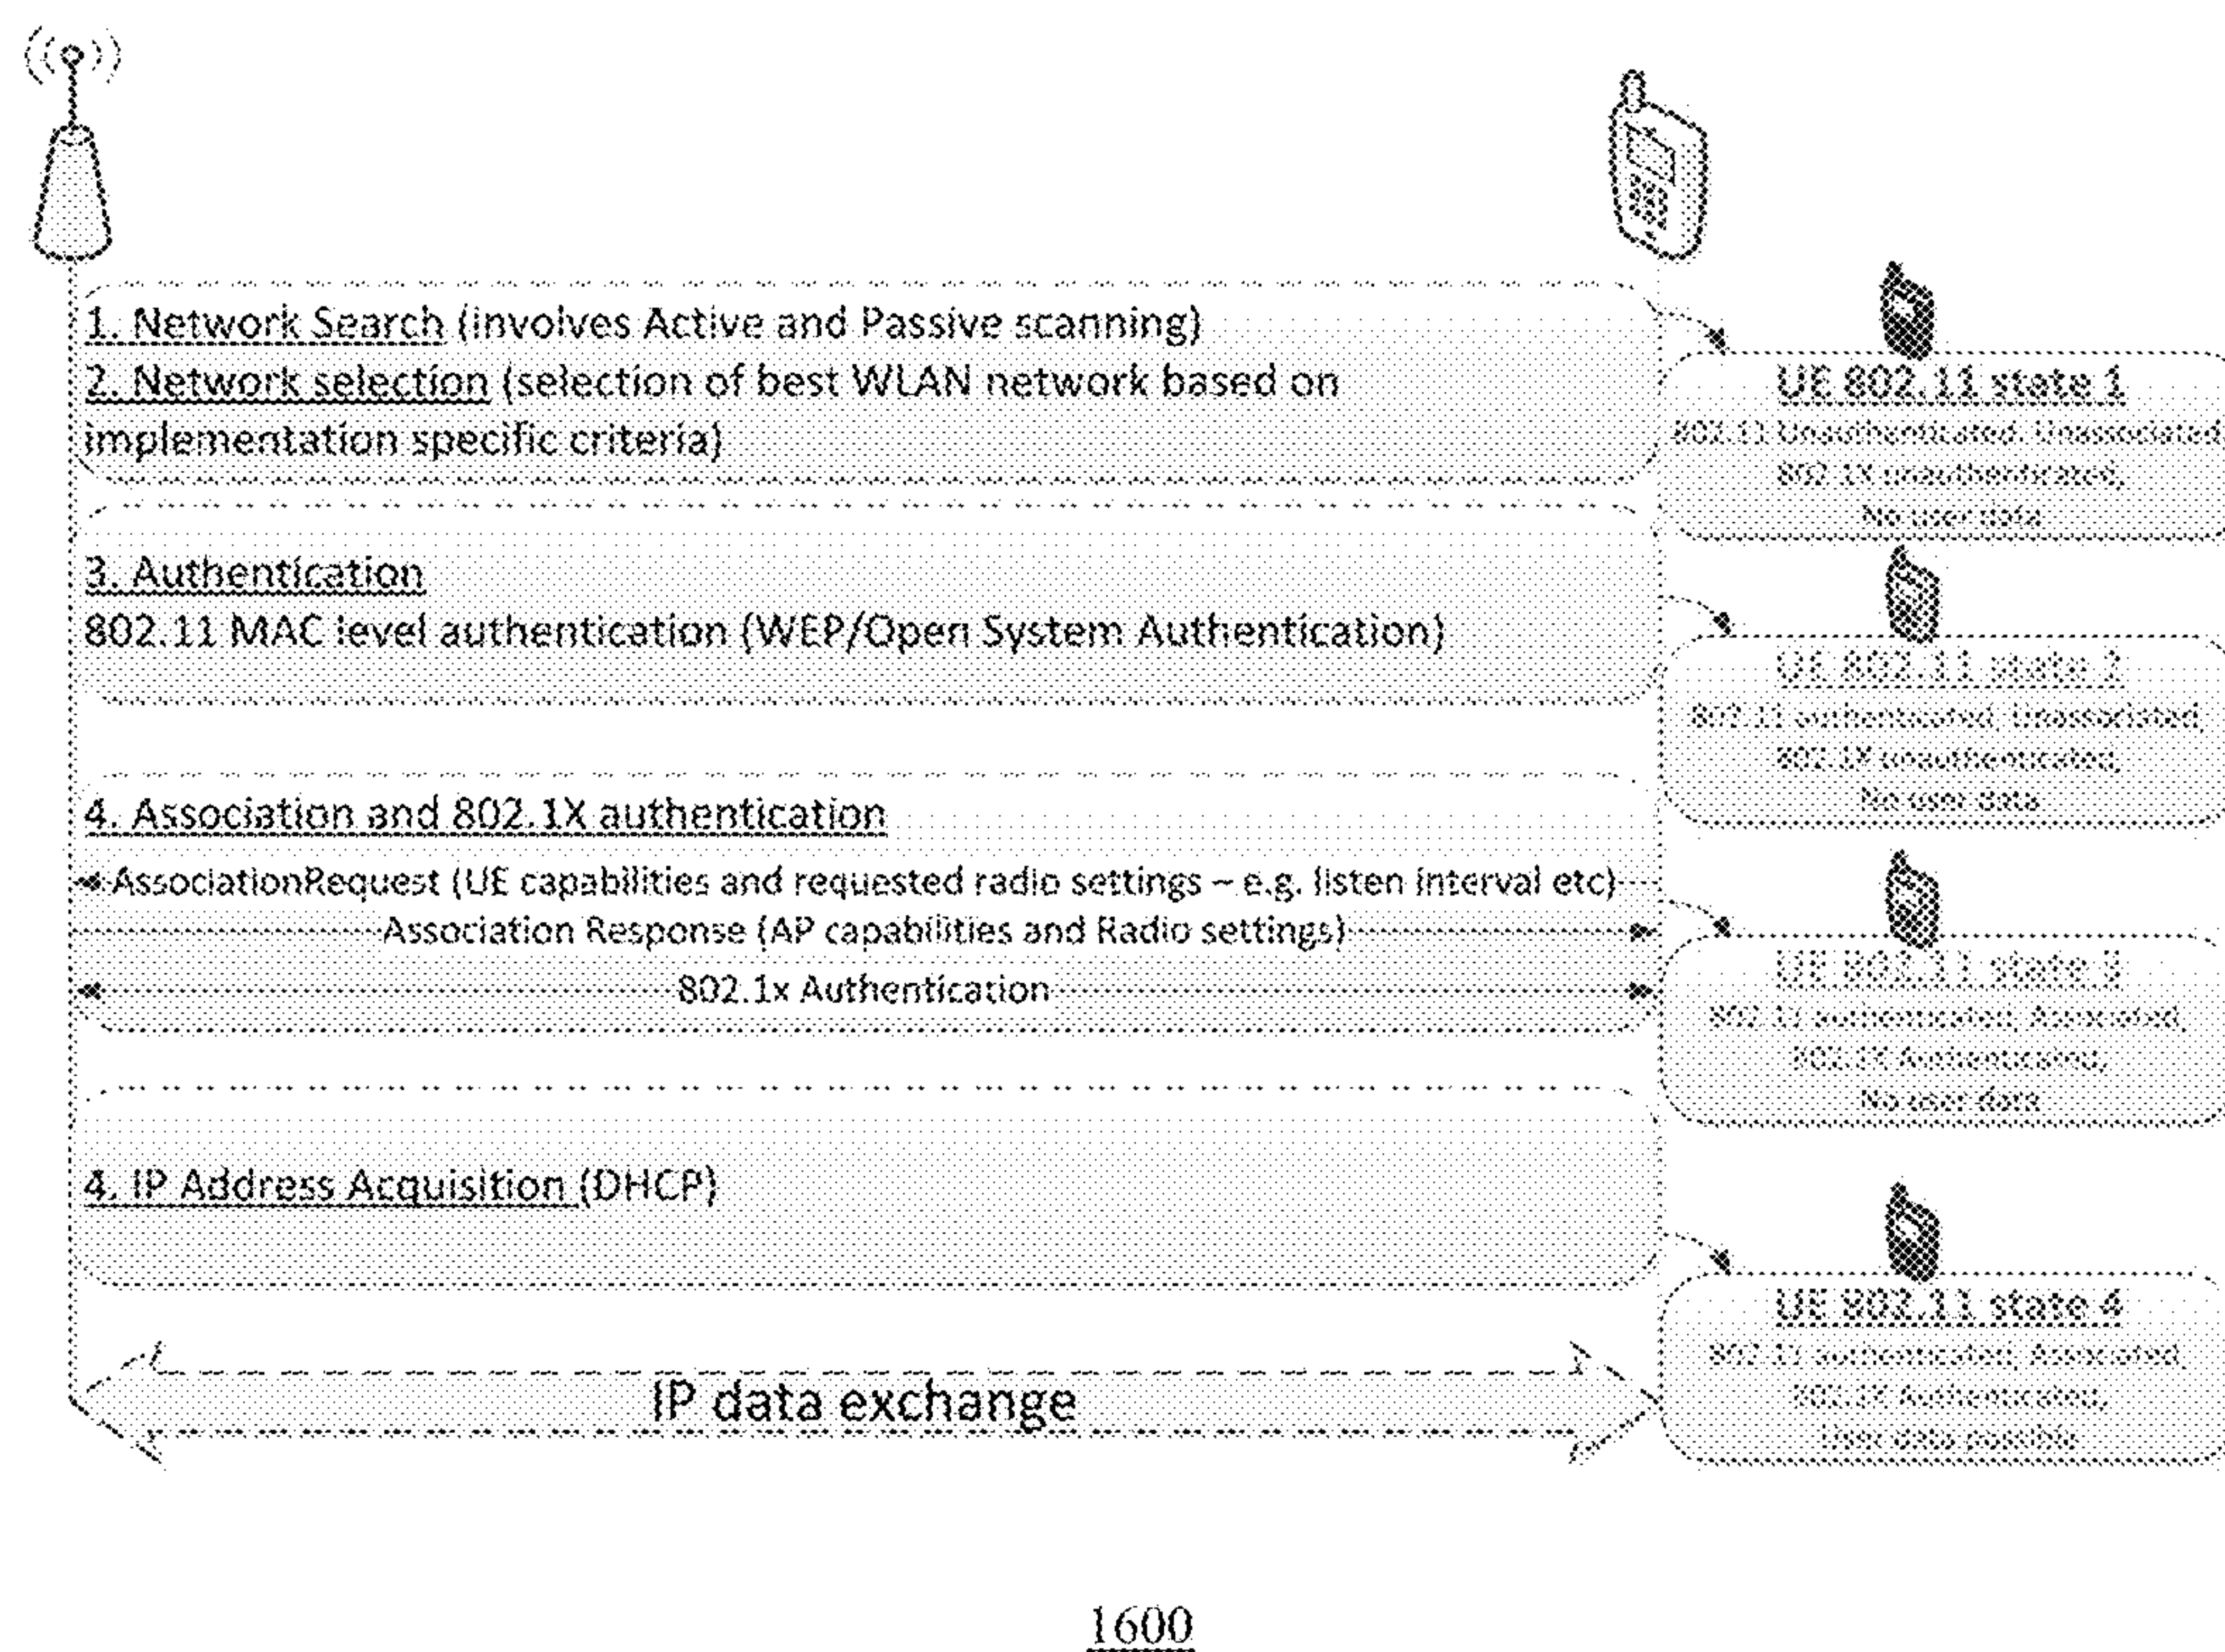 1. Network Search (involves Active and Passive scanning)
2. Network selection (selection of best WLAN network based on
implementation specific criteria)
UE 802.11 state 1
802.11 Unauthenticated, Unassociated
802.1X unauthenticated,
No user data
3. Authentication
802.11 MAC level authentication (WEP/Open System Authentication)
UE 802.11 state 2
802.11 authenticated, Unassociated
802.1X unauthenticated,
No user data
4. Association and 802.1X authentication
AssociationRequest (UE capabilities and requested radio settings – e.g. listen interval etc)
Association Response (AP capabilities and Radio settings)
802.1x Authentication
UE 802.11 state 3
802.11 authenticated, Associated,
802.1X Authenticated,
No user data
4. IP Address Acquisition (DHCP)
UE 802.11 state 4
802.11 authenticated, Associated,
802.1X Authenticated,
User data possible
IP data exchange
1600